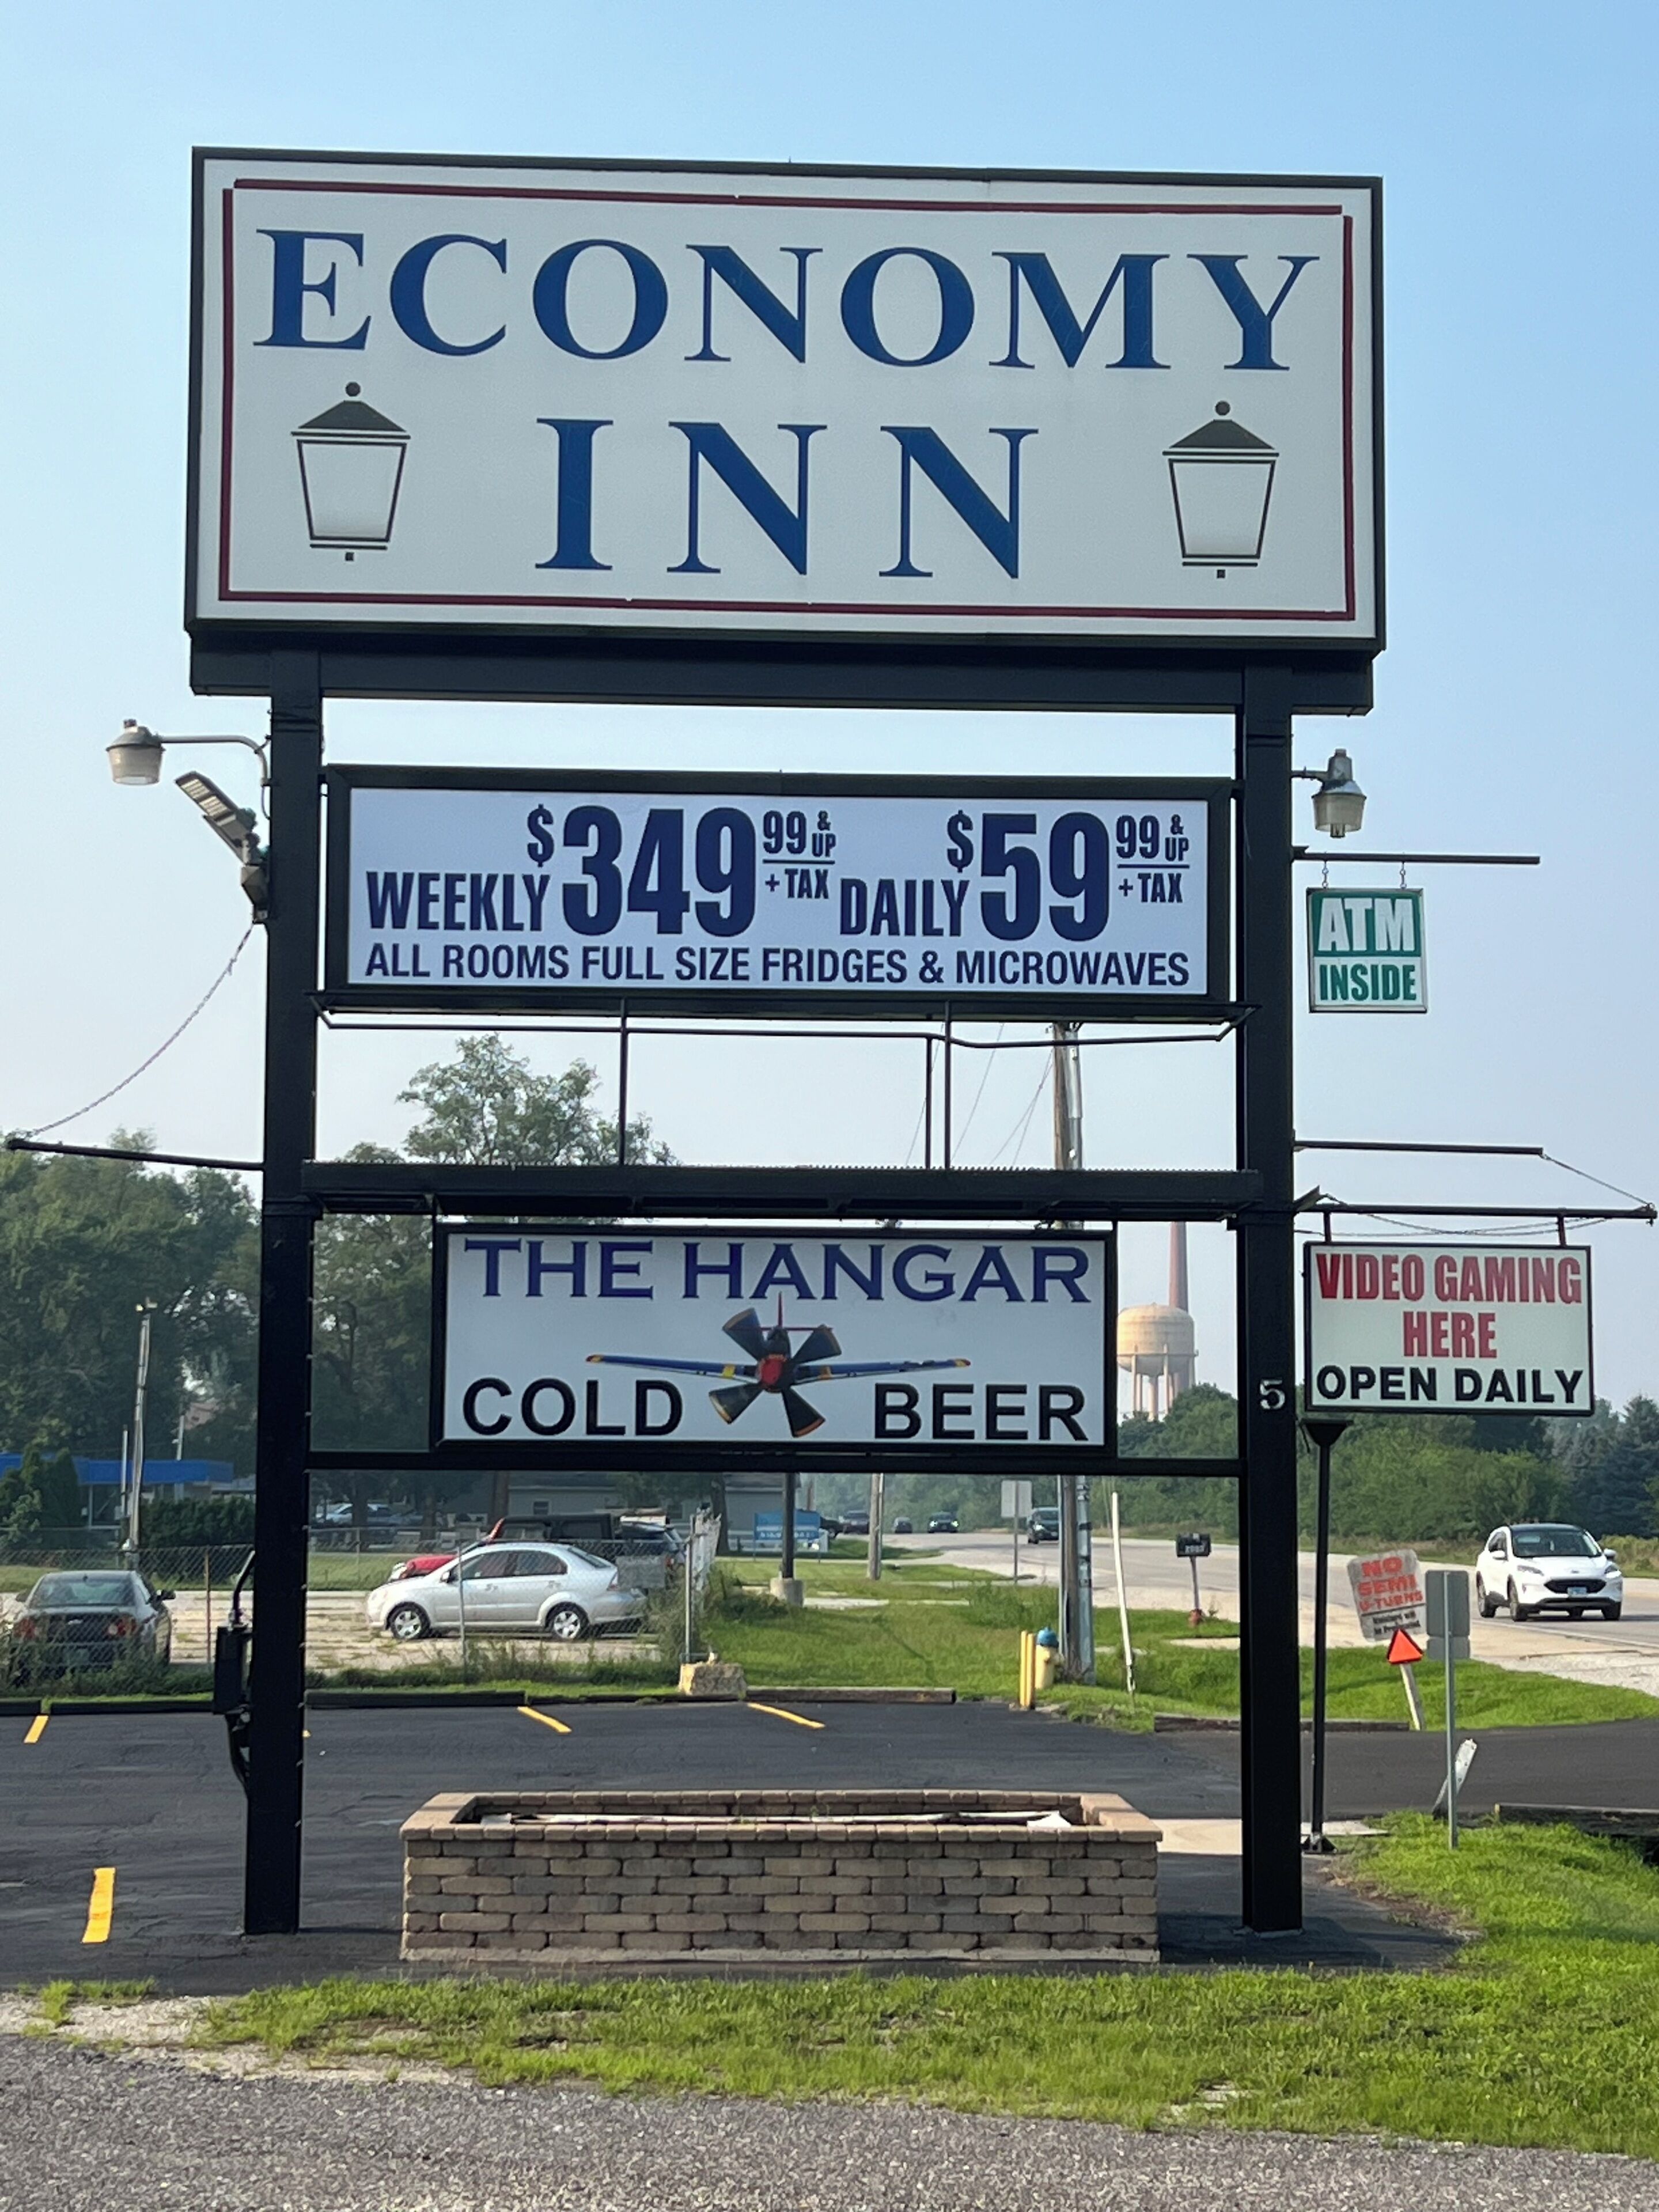 ECONOMY
INN
WEEKLY $349 99 & UP + TAX DAILY $59 99 & UP + TAX
ALL ROOMS FULL SIZE FRIDGES & MICROWAVES
ATM
INSIDE
THE HANGAR
COLD BEER
VIDEO GAMING
HERE
OPEN DAILY
5
NO
SEMI
U-TURNS